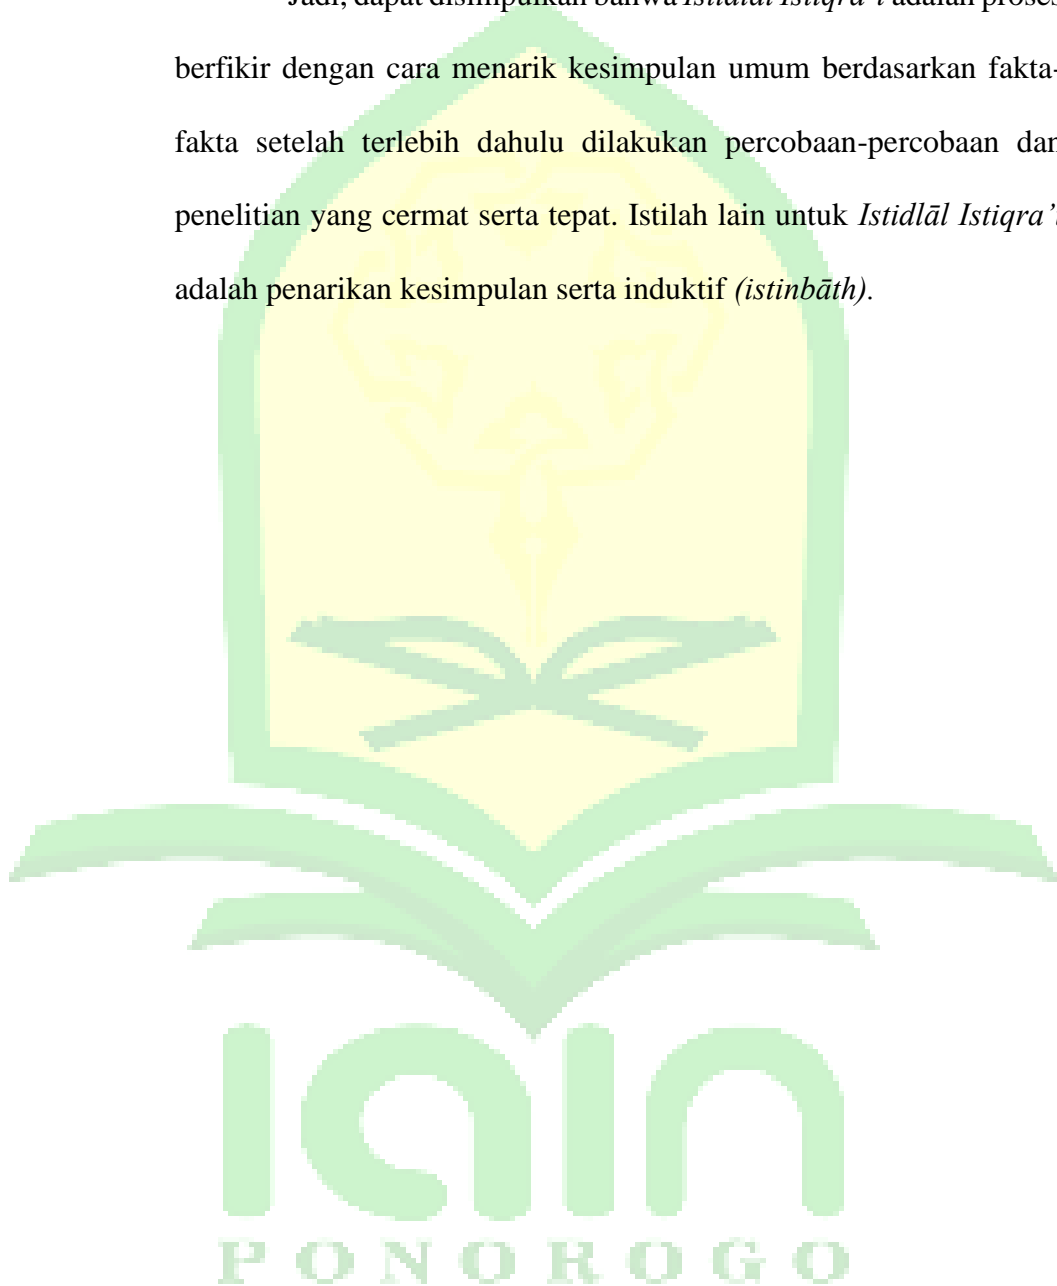 Jadi, dapat disimpulkan bahwa Istidlāl Istiqra'i adalah proses
berfikir dengan cara menarik kesimpulan umum berdasarkan fakta-
fakta setelah terlebih dahulu dilakukan percobaan-percobaan dan
penelitian yang cermat serta tepat. Istilah lain untuk Istidlāl Istiqra'i
adalah penarikan kesimpulan serta induktif (istinbāth).
iain
PONOROGO